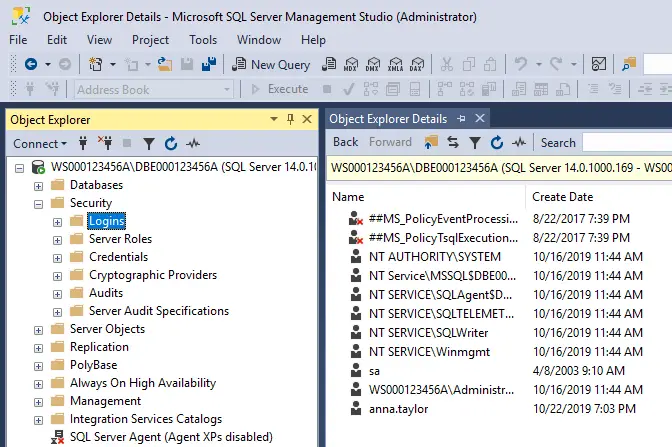 Object Explorer Details - Microsoft SQL Server Management Studio (Administrator)
File Edit View Project Tools Window Help
New Query MDX DMX XMLA DAX
Address Book Execute
Object Explorer
Connect
WS000123456A\DBE000123456A (SQL Server 14.0.10
Databases
Security
Logins
Server Roles
Credentials
Cryptographic Providers
Audits
Server Audit Specifications
Server Objects
Replication
PolyBase
Always On High Availability
Management
Integration Services Catalogs
SQL Server Agent (Agent XPs disabled)
Object Explorer Details
Back Forward Search
WS000123456A\DBE000123456A (SQL Server 14.0.1000.169 - WS00
Name Create Date
##MS_PolicyEventProcessi... 8/22/2017 7:39 PM
##MS_PolicyTsqlExecution... 8/22/2017 7:39 PM
NT AUTHORITY\SYSTEM 10/16/2019 11:44 AM
NT Service\MSSQL$DBE00... 10/16/2019 11:44 AM
NT SERVICE\SQLAgent$D... 10/16/2019 11:44 AM
NT SERVICE\SQLTELEMET... 10/16/2019 11:44 AM
NT SERVICE\SQLWriter 10/16/2019 11:44 AM
NT SERVICE\Winmgmt 10/16/2019 11:44 AM
sa 4/8/2003 9:10 AM
WS000123456A\Administr... 10/16/2019 11:44 AM
anna.taylor 10/22/2019 7:03 PM